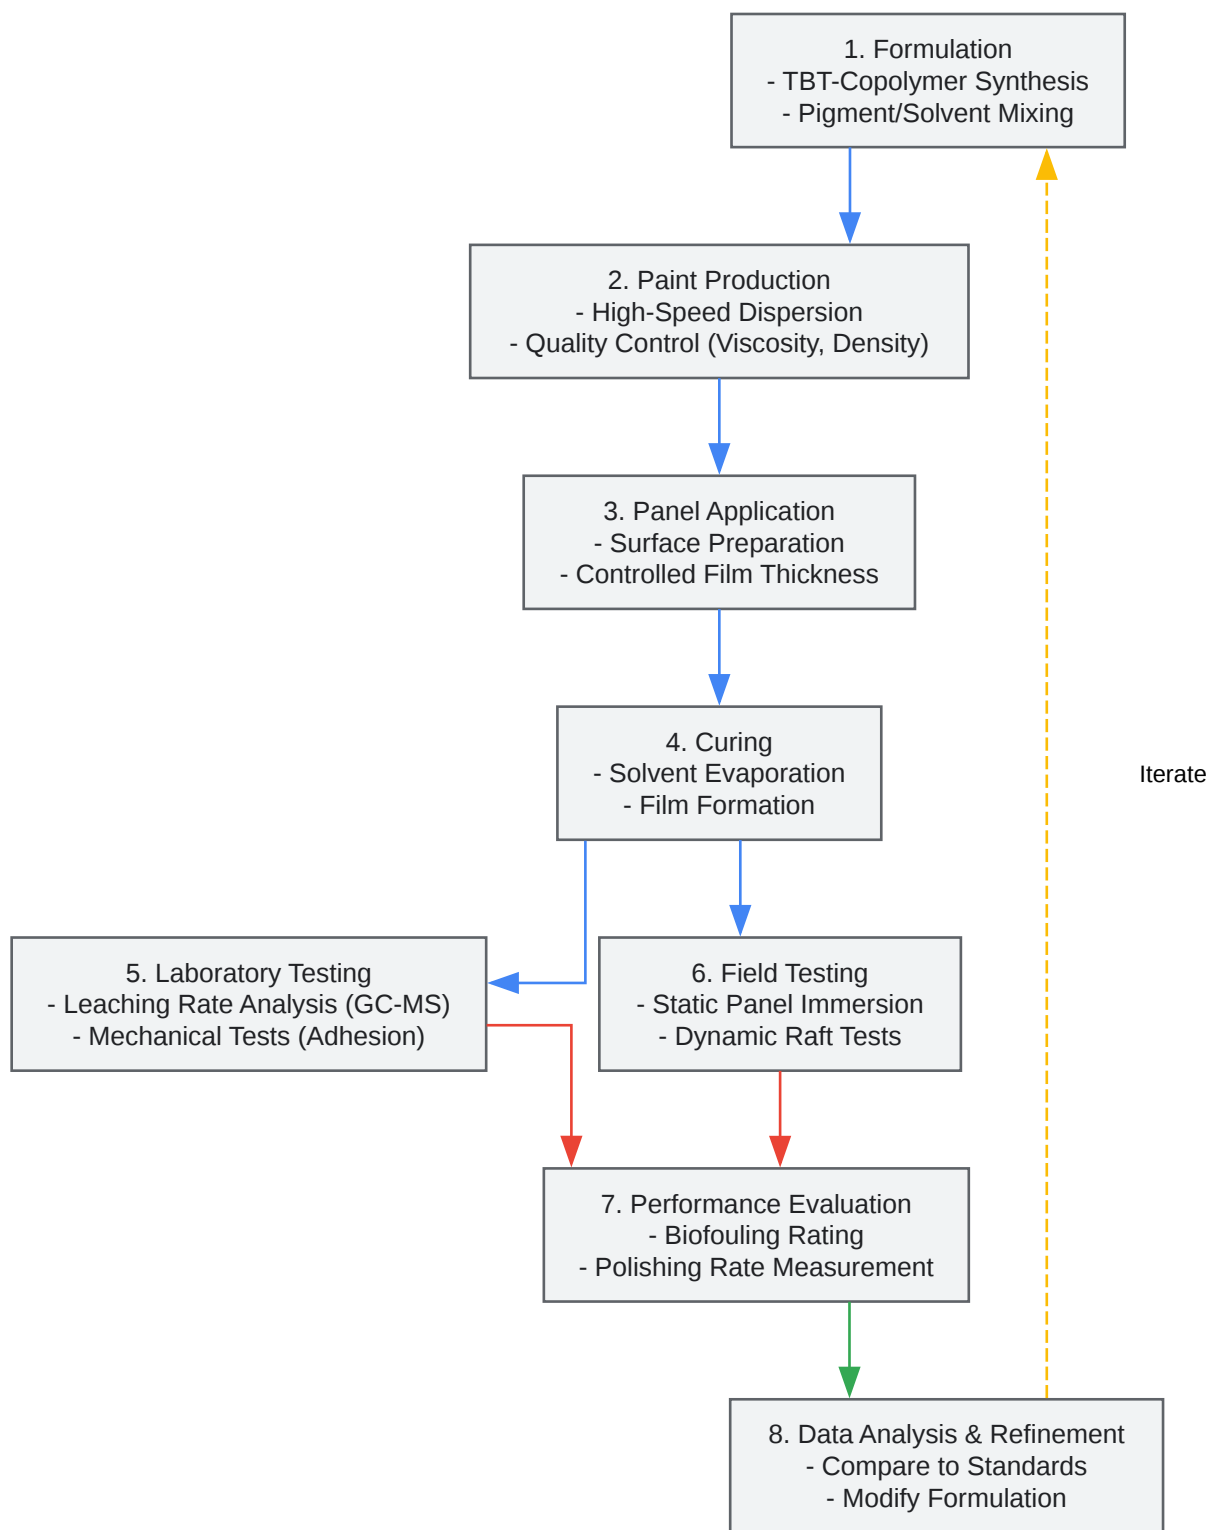 1. Formulation
- TBT-Copolymer Synthesis
- Pigment/Solvent Mixing
2. Paint Production
- High-Speed Dispersion
- Quality Control (Viscosity, Density)
3. Panel Application
- Surface Preparation
- Controlled Film Thickness
4. Curing
- Solvent Evaporation
- Film Formation
Iterate
5. Laboratory Testing
- Leaching Rate Analysis (GC-MS)
- Mechanical Tests (Adhesion)
6. Field Testing
- Static Panel Immersion
- Dynamic Raft Tests
7. Performance Evaluation
- Biofouling Rating
- Polishing Rate Measurement
8. Data Analysis & Refinement
- Compare to Standards
- Modify Formulation